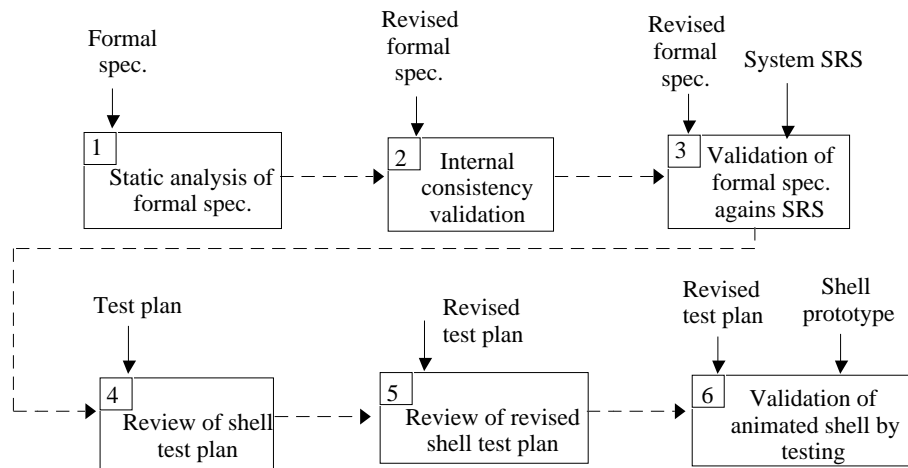 Formal
spec.
Revised
formal
spec.
Revised
formal
spec.
System SRS
1
Static analysis of
formal spec.
2
Internal
consistency
validation
3
Validation of
formal spec.
agains SRS
Test plan
Revised
test plan
Revised
test plan
Shell
prototype
4
Review of shell
test plan
5
Review of revised
shell test plan
6
Validation of
animated shell by
testing